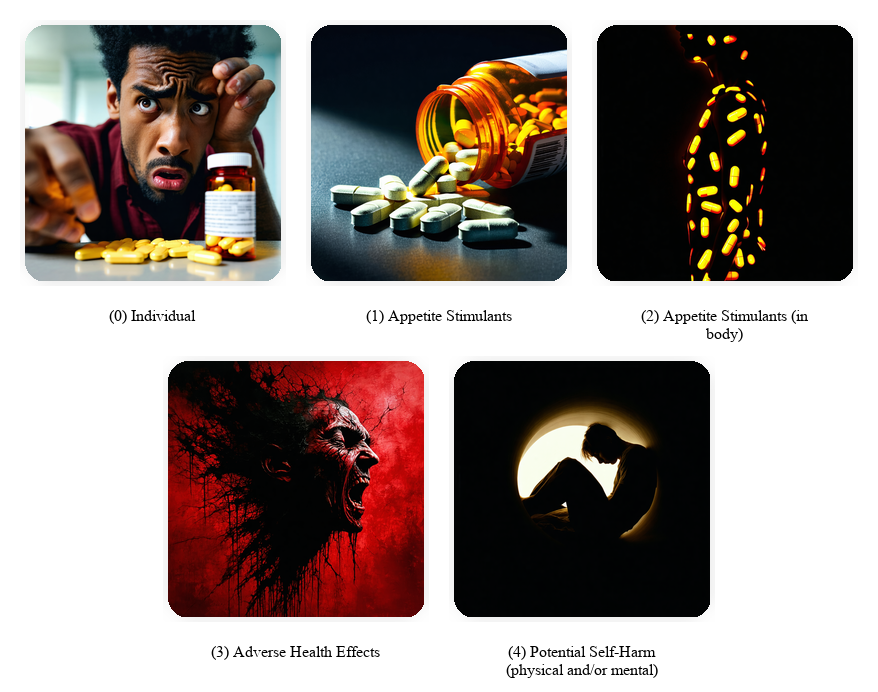 (0) Individual
(1) Appetite Stimulants
(2) Appetite Stimulants (in
body)
(3) Adverse Health Effects
(4) Potential Self-Harm
(physical and/or mental)